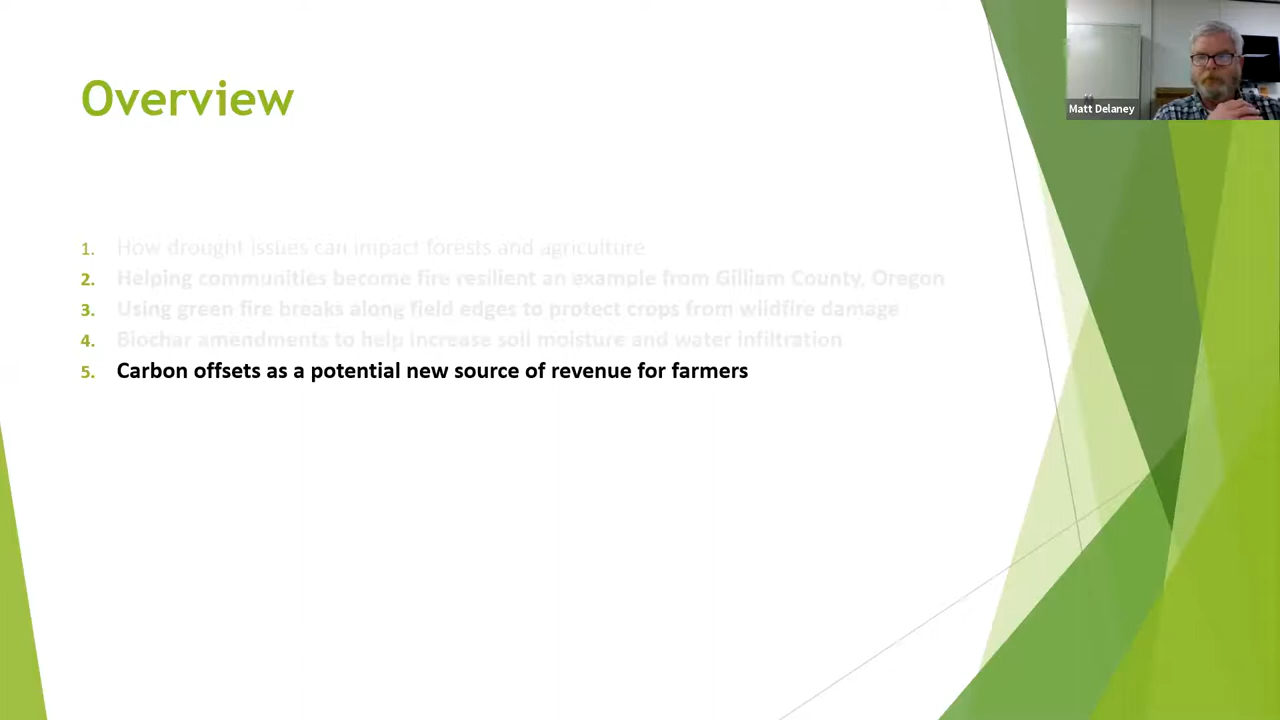 Overview
Matt Delaney
1. How drought issues can impact forests and agriculture
2. Helping communities become fire resilient an example from Gilliam County, Oregon
3. Using green fire breaks along field edges to protect crops from wildfire damage
4. Biochar amendments to help increase soil moisture and water infiltration
5. Carbon offsets as a potential new source of revenue for farmers